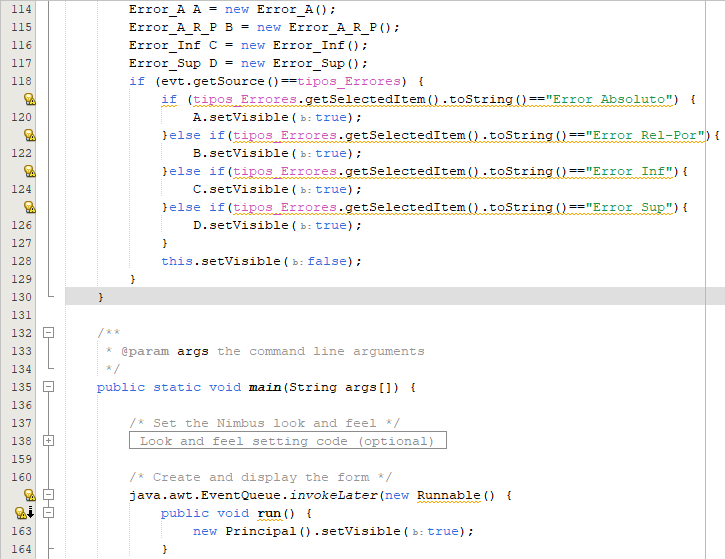 114 Error_A A = new Error_A();
115 Error_A_R_P B = new Error_A_R_P();
116 Error_Inf C = new Error_Inf();
117 Error_Sup D = new Error_Sup();
118 if (evt.getSource()==tipos_Errores) {
if (tipos_Errores.getSelectedItem().toString()=="Error Absoluto") {
120 A.setVisible(b:true);
}else if(tipos_Errores.getSelectedItem().toString()=="Error Rel-Por"){
122 B.setVisible(b:true);
}else if(tipos_Errores.getSelectedItem().toString()=="Error Inf"){
124 C.setVisible(b:true);
}else if(tipos_Errores.getSelectedItem().toString()=="Error Sup"){
126 D.setVisible(b:true);
127 }
128 this.setVisible(b:false);
129 }
130 }
131
132 /**
133 * @param args the command line arguments
134 */
135 public static void main(String args[]) {
136
137 /* Set the Nimbus look and feel */
138 Look and feel setting code (optional)
159
160 /* Create and display the form */
java.awt.EventQueue.invokeLater(new Runnable() {
public void run() {
163 new Principal().setVisible(b:true);
164 }